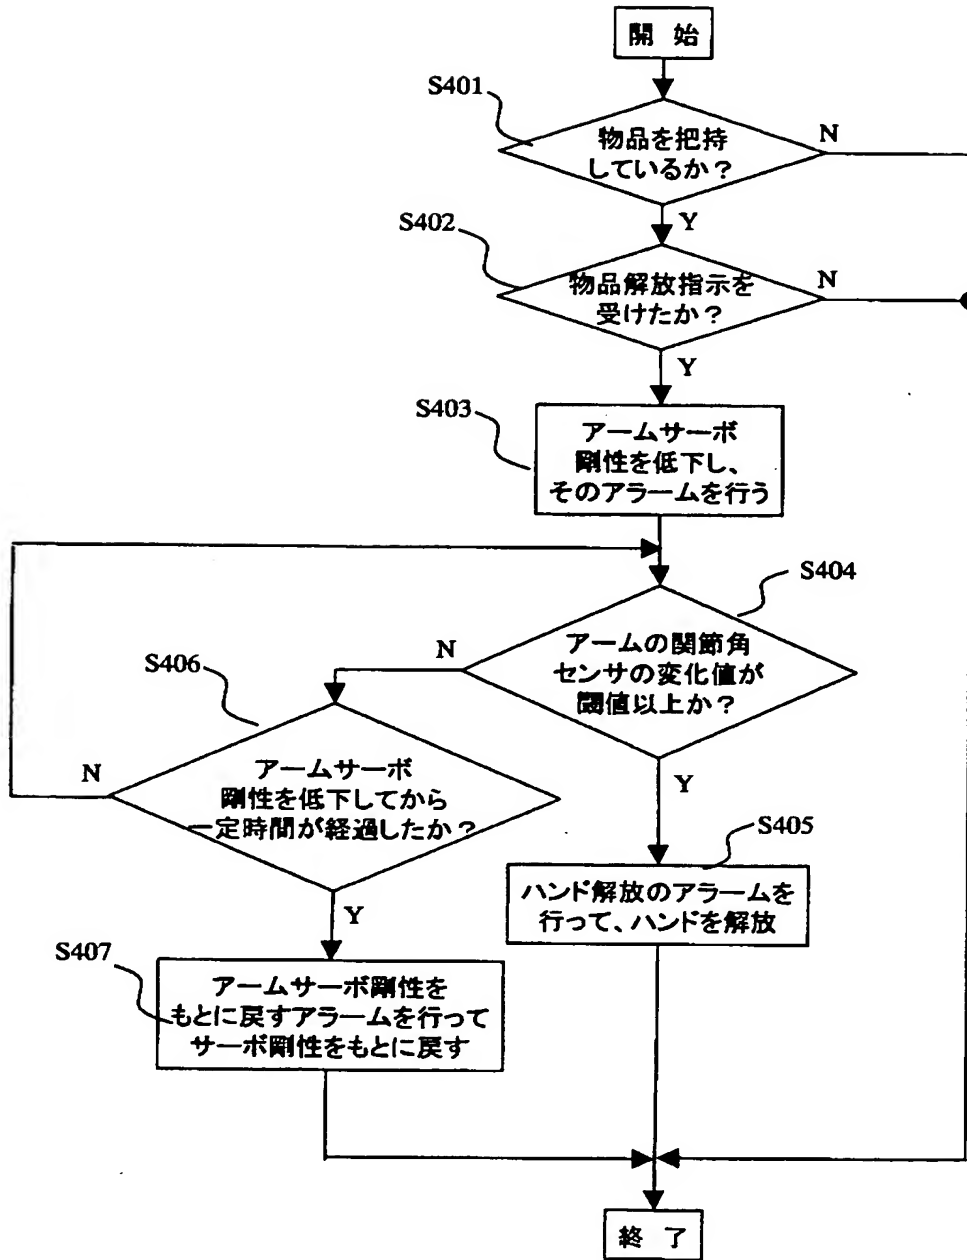 開 始
S401
物品を把持
しているか？
N
Y
S402
物品解放指示を
受けたか？
N
Y
S403
アームサーボ
剛性を低下し、
そのアラームを行う
S404
アームの関節角
センサの変化値が
閾値以上か？
N
Y
S406
アームサーボ
剛性を低下してから
一定時間が経過したか？
N
Y
S405
ハンド解放のアラームを
行って、ハンドを解放
S407
アームサーボ剛性を
もとに戻すアラームを行って
サーボ剛性をもとに戻す
終 了